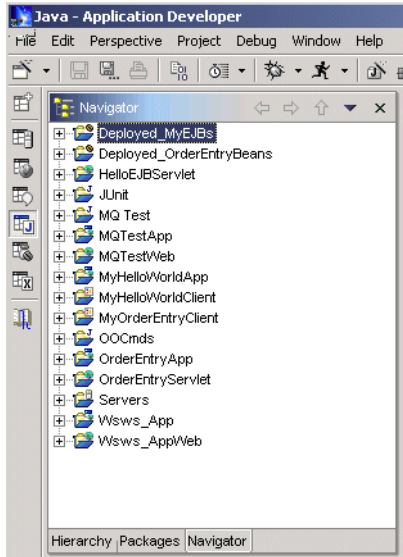 Java - Application Developer
File Edit Perspective Project Debug Window Help
Navigator
Deployed_MyEJBs
Deployed_OrderEntryBeans
HelloEJBServlet
JUnit
MQ Test
MQTestApp
MQTestWeb
MyHelloWorldApp
MyHelloWorldClient
MyOrderEntryClient
OOCmds
OrderEntryApp
OrderEntryServlet
Servers
Wsws_App
Wsws_AppWeb
Hierarchy Packages Navigator